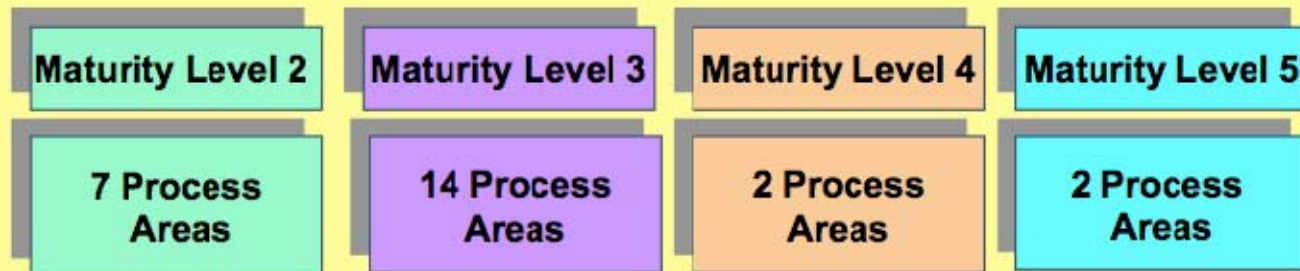 Maturity Level 2
Maturity Level 3
Maturity Level 4
Maturity Level 5
7 Process
Areas
14 Process
Areas
2 Process
Areas
2 Process
Areas